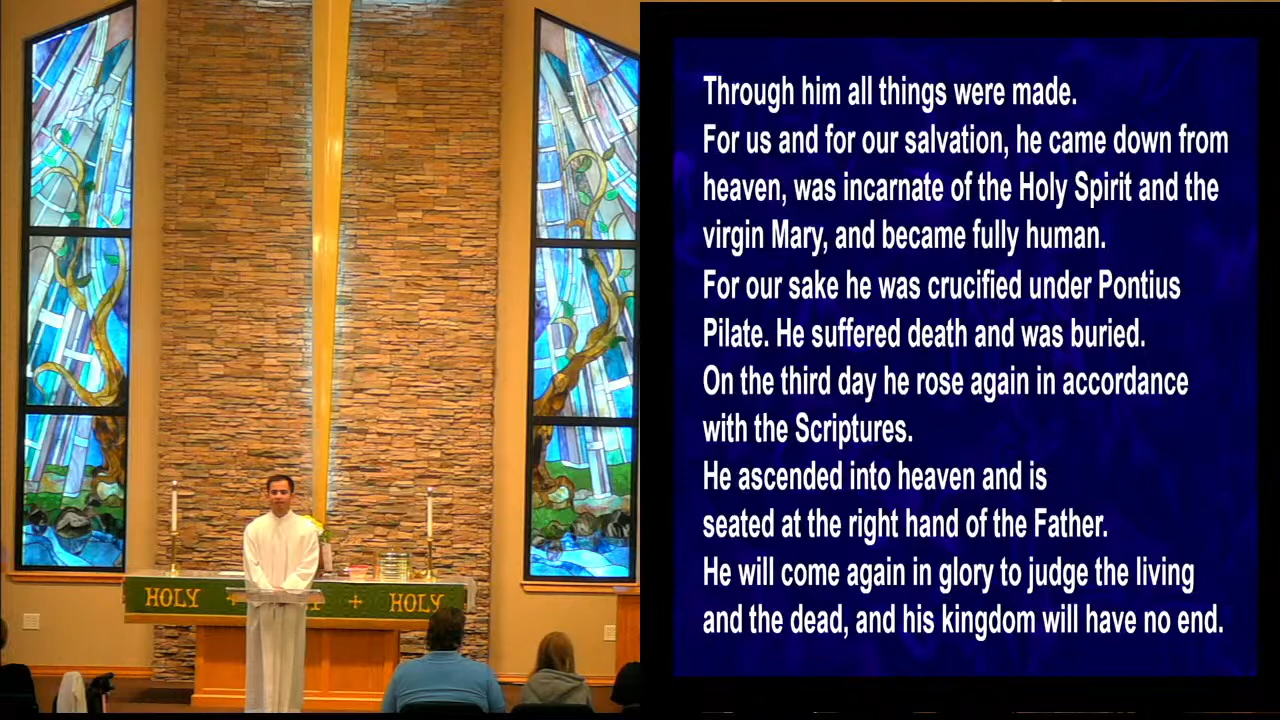 HOLY HOLY
Through him all things were made.
For us and for our salvation, he came down from
heaven, was incarnate of the Holy Spirit and the
virgin Mary, and became fully human.
For our sake he was crucified under Pontius
Pilate. He suffered death and was buried.
On the third day he rose again in accordance
with the Scriptures.
He ascended into heaven and is
seated at the right hand of the Father.
He will come again in glory to judge the living
and the dead, and his kingdom will have no end.